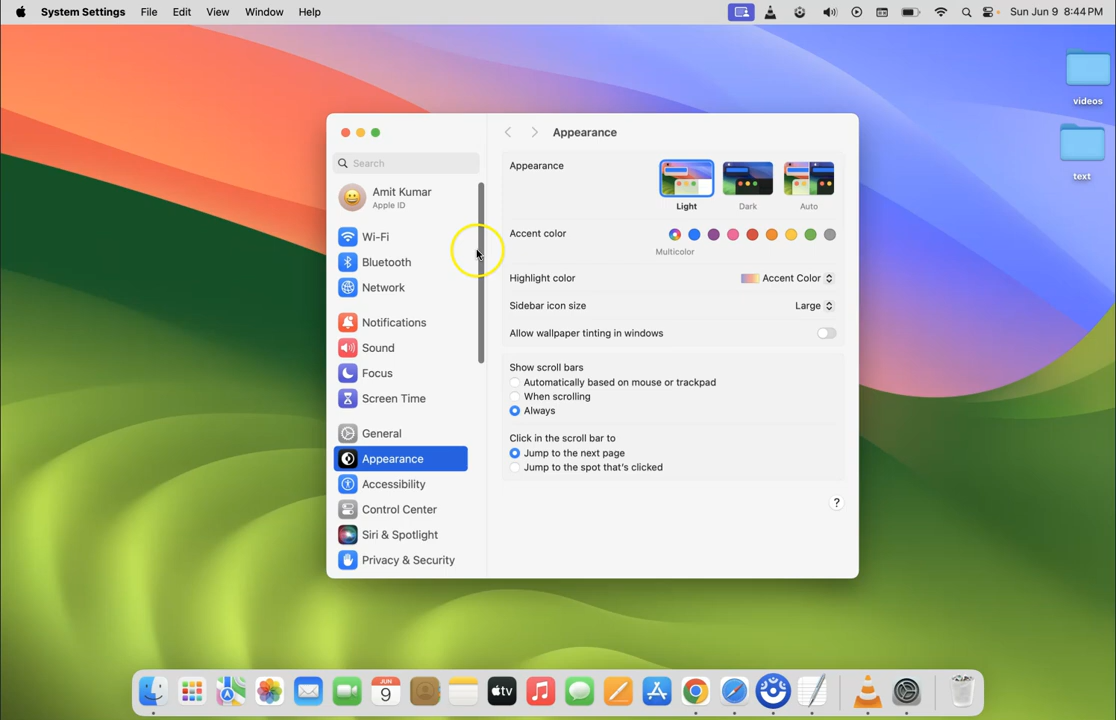 System Settings File Edit View Window Help Sun Jun 9 8:44 PM
videos
text
Search
Amit Kumar
Apple ID
Wi-Fi
Bluetooth
Network
Notifications
Sound
Focus
Screen Time
General
Appearance
Accessibility
Control Center
Siri & Spotlight
Privacy & Security
Appearance
Appearance
Light Dark Auto
Accent color
Multicolor
Highlight color Accent Color
Sidebar icon size Large
Allow wallpaper tinting in windows
Show scroll bars
Automatically based on mouse or trackpad
When scrolling
Always
Click in the scroll bar to
Jump to the next page
Jump to the spot that's clicked
?
JUN
9
tv